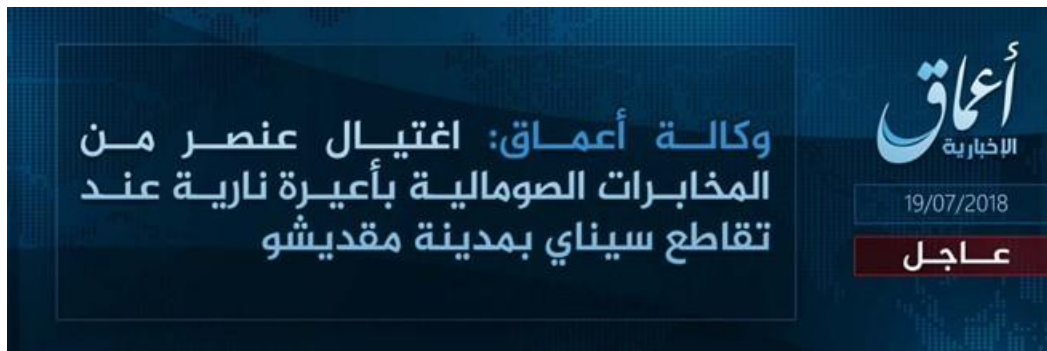 وكالة أعماق: اغتيال عنصر من
المخابرات الصومالية بأعيرة نارية عند
تقاطع سيناي بمدينة مقديشو
أعماق
الإخبارية
19/07/2018
عاجل